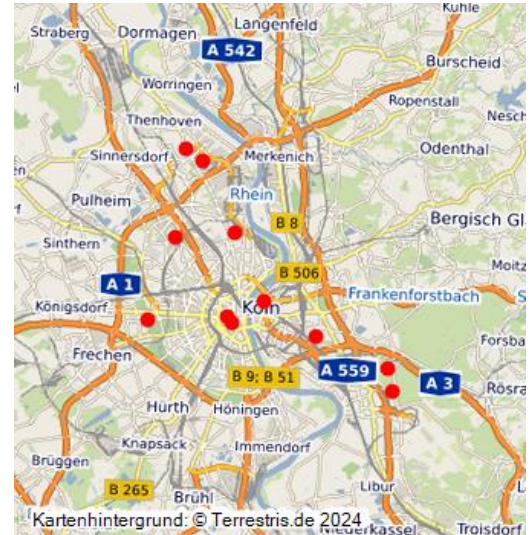 Kuhle
Straberg Dormagen Langenfeld
A 542
Burscheid
Worringen
Ropenstall
Thenhoven
Nesch
Sinnersdorf Merkenich Odenthal
Pulheim Rhein
B 8 Bergisch Gl
Sinthern
Moitz
B 506
A 1
Frankenforstbach S
Königsdorf Köln
Forsba
Frechen
A 559
B 9; B 51 A 3 Rösra
Hürth Höningen
Knapsack Immendorf
Brüggen
Libur L
B 265 Brühl
Kartenhintergrund: © Terrestris.de 2024
Niederkassel Troisdorf